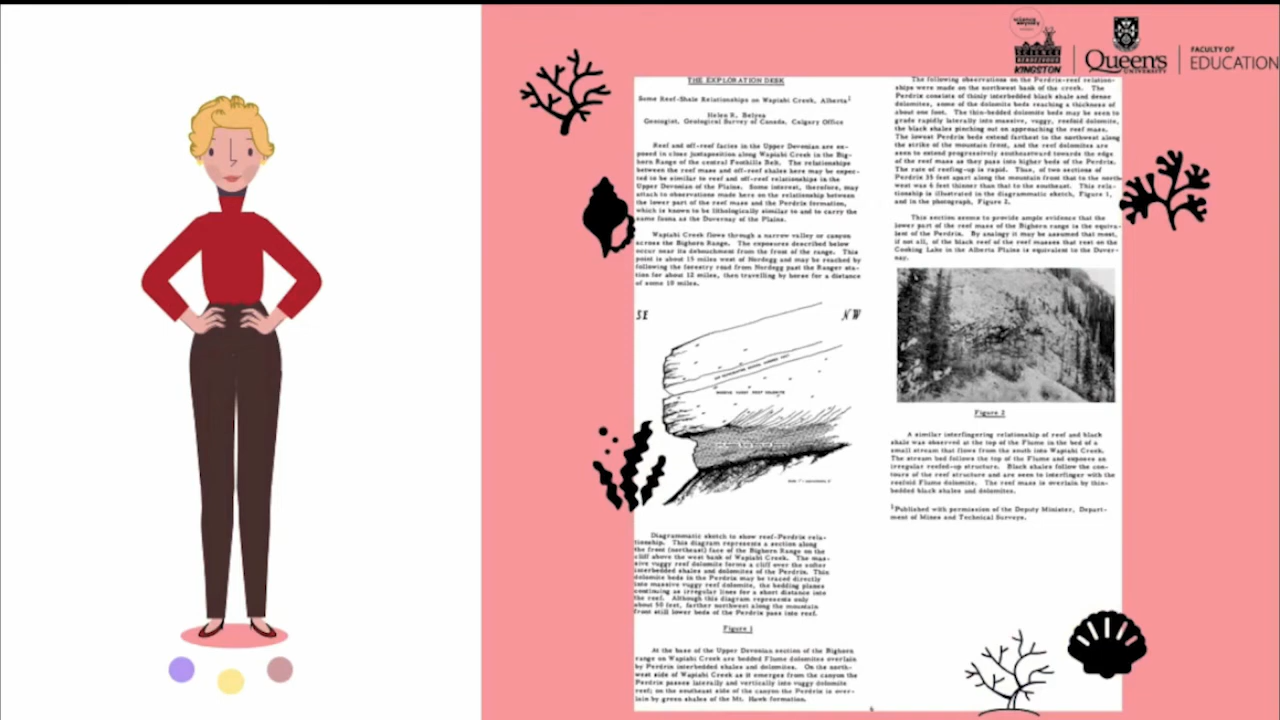 science
odyssey
SCIENCE
RENDEZVOUS
KINGSTON
Queen's
UNIVERSITY
FACULTY OF
EDUCATION
THE EXPLORATION DESK
Some Reef-Shale Relationships on Wapiabi Creek, Alberta1
Helen R. Belyea
Geologist, Geological Survey of Canada, Calgary Office
Reef and off-reef facies in the Upper Devonian are ex-
posed in close juxtaposition along Wapiabi Creek in the Big-
horn Range of the central Foothills Belt. The relationships
between the reef mass and off-reef shales here may be expec-
ted to be similar to reef and off-reef relationships in the
Upper Devonian of the Plains. Some interest, therefore, may
attach to observations made here on the relationship between
the lower part of the reef mass and the Perdrix formation,
which is known to be lithologically similar to and to carry the
same fauna as the Duvernay of the Plains.
Wapiabi Creek flows through a narrow valley or canyon
across the Bighorn Range. The exposures described below
occur near its debouchment from the front of the range. This
point is about 15 miles west of Nordegg and may be reached by
following the forestry road from Nordegg past the Ranger sta-
tion for about 12 miles, then travelling by horse for a distance
of some 10 miles.
SE
NW
MASSIVE VUGGY REEF DOLOMITE
Diagrammatic sketch to show reef-Perdrix rela-
tionship. This diagram represents a section along
the front (northeast) face of the Bighorn Range on the
cliff above the west bank of Wapiabi Creek. The mas-
sive vuggy reef dolomite forms a cliff over the softer
interbedded shales and dolomites of the Perdrix. Thin
dolomite beds in the Perdrix may be traced directly
into massive vuggy reef dolomite, the bedding planes
continuing as irregular lines for a short distance into
the reef. Although this diagram represents only
about 50 feet, farther northwest along the mountain
front still lower beds of the Perdrix pass into reef.
Figure 1
At the base of the Upper Devonian section of the Bighorn
range on Wapiabi Creek are bedded Flume dolomites overlain
by Perdrix interbedded shales and dolomites. On the north-
west side of Wapiabi Creek as it emerges from the canyon the
Perdrix passes laterally and vertically into vuggy dolomite
reef; on the southeast side of the canyon the Perdrix is over-
lain by green shales of the Mt. Hawk formation.
The following observations on the Perdrix-reef relation-
ships were made on the northwest bank of the creek. The
Perdrix consists of thinly interbedded black shale and dense
dolomites, some of the dolomite beds reaching a thickness of
about one foot. The thin-bedded dolomite beds may be seen to
grade rapidly laterally into massive, vuggy, reefoid dolomite,
the black shales pinching out on approaching the reef mass.
The lowest Perdrix beds extend farthest to the northwest along
the strike of the mountain front, and the reef dolomites are
seen to extend progressively southeastward towards the edge
of the reef mass as they pass into higher beds of the Perdrix.
The rate of reefing-up is rapid. Thus, of two sections of
Perdrix 35 feet apart along the mountain front that to the north-
west was 6 feet thinner than that to the southeast. This rela-
tionship is illustrated in the diagrammatic sketch, Figure 1,
and in the photograph, Figure 2.
This section seems to provide ample evidence that the
lower part of the reef mass of the Bighorn range is the equiva-
lent of the Perdrix. By analogy it may be assumed that most,
if not all, of the black reef of the reef masses that rest on the
Cooking Lake in the Alberta Plains is equivalent to the Duver-
nay.
Figure 2
A similar interfingering relationship of reef and black
shale was observed at the top of the Flume in the bed of a
small stream that flows from the south into Wapiabi Creek.
The stream bed follows the top of the Flume and exposes an
irregular reefed-up structure. Black shales follow the con-
tours of the reef structure and are seen to interfinger with the
reefoid Flume dolomite. The reef mass is overlain by thin-
bedded black shales and dolomites.
1Published with permission of the Deputy Minister, Depart-
ment of Mines and Technical Surveys.
6